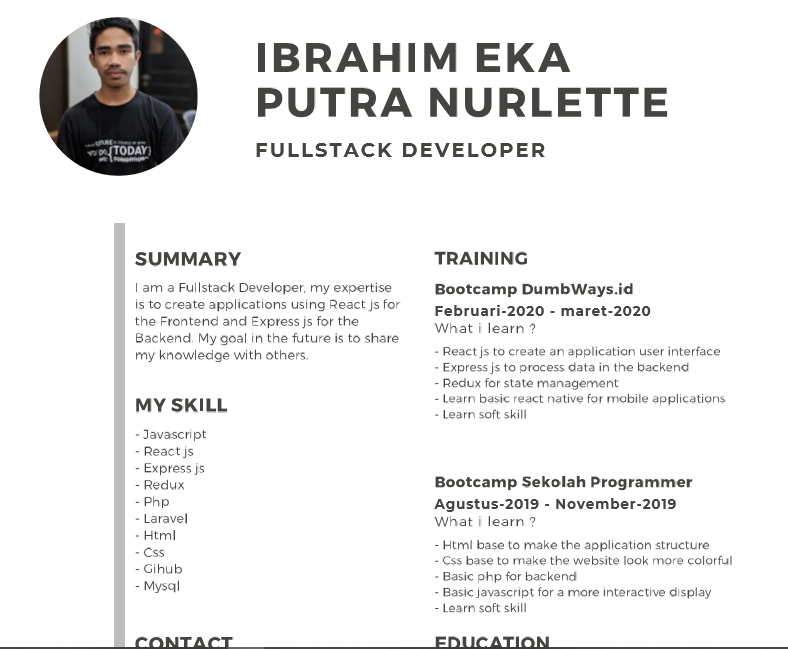 IBRAHIM EKA
PUTRA NURLETTE
FULLSTACK DEVELOPER
SUMMARY
I am a Fullstack Developer, my expertise
is to create applications using React js for
the Frontend and Express js for the
Backend. My goal in the future is to share
my knowledge with others.
MY SKILL
- Javascript
- React js
- Express js
- Redux
- Php
- Laravel
- Html
- Css
- Gihub
- Mysql
CONTACT
TRAINING
Bootcamp DumbWays.id
Februari-2020 - maret-2020
What i learn ?
- React js to create an application user interface
- Express js to process data in the backend
- Redux for state management
- Learn basic react native for mobile applications
- Learn soft skill
Bootcamp Sekolah Programmer
Agustus-2019 - November-2019
What i learn ?
- Html base to make the application structure
- Css base to make the website look more colorful
- Basic php for backend
- Basic javascript for a more interactive display
- Learn soft skill
EDUCATION